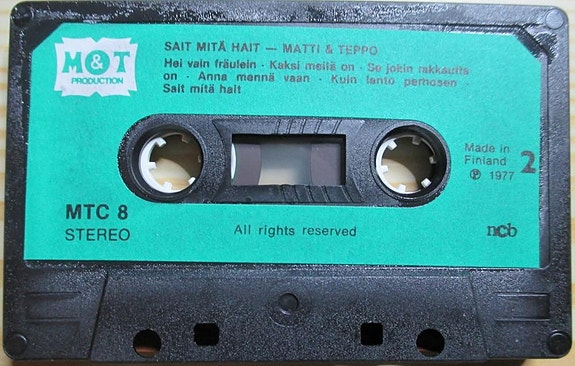 M&T
PRODUCTION
SAIT MITÄ HAIT — MATTI & TEPPO
Hei vain fräulein · Kaksi meitä on · Se jokin rakkautta
on · Anna mennä vaan · Kuin lento perhosen
Sait mitä hait
Made in
Finland
℗ 1977
2
MTC 8
STEREO
All rights reserved
ncb